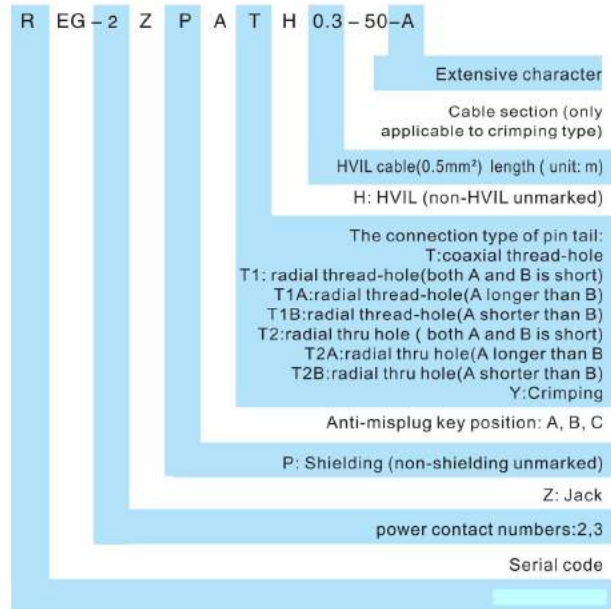 R EG-2 Z P A T H 0.3-50-A
Extensive character
Cable section (only
applicable to crimping type)
HVIL cable(0.5mm²) length ( unit: m)
H: HVIL (non-HVIL unmarked)
The connection type of pin tail:
T:coaxial thread-hole
T1: radial thread-hole(both A and B is short)
T1A:radial thread-hole(A longer than B)
T1B:radial thread-hole(A shorter than B)
T2:radial thru hole ( both A and B is short)
T2A:radial thru hole(A longer than B
T2B:radial thru hole(A shorter than B)
Y:Crimping
Anti-misplug key position: A, B, C
P: Shielding (non-shielding unmarked)
Z: Jack
power contact numbers:2,3
Serial code